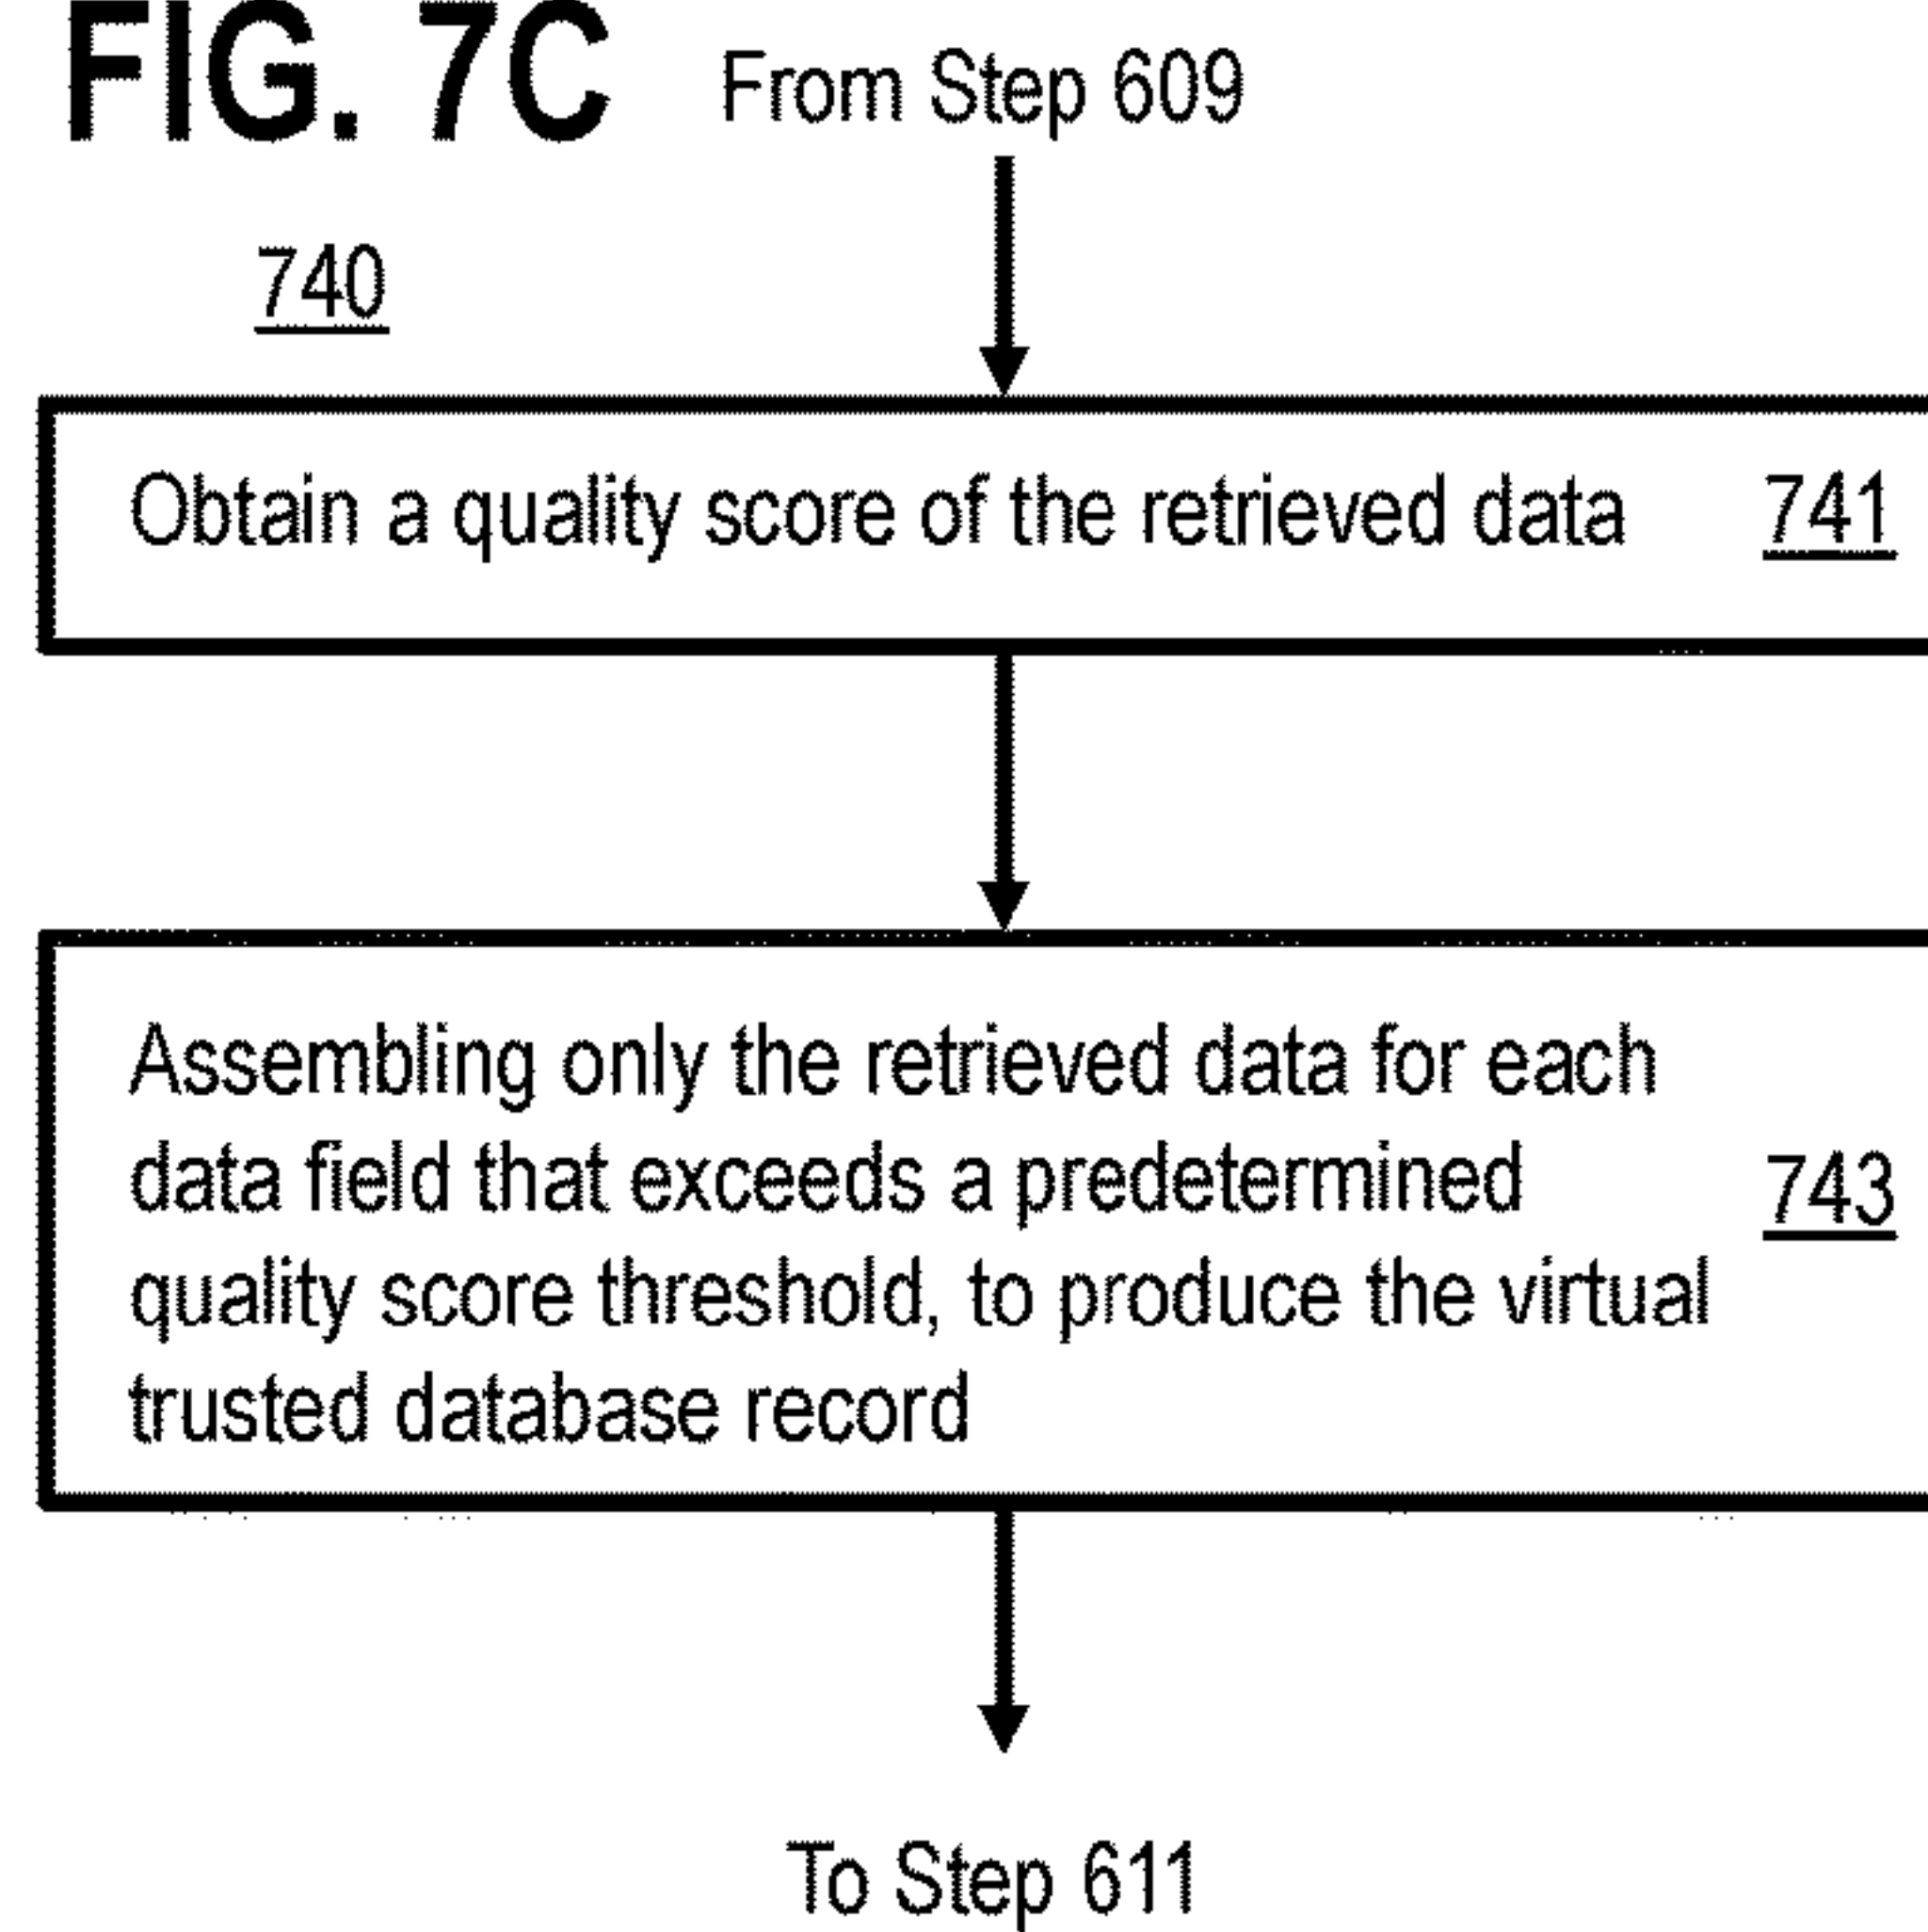 FIG. 7C
From Step 609
740
Obtain a quality score of the retrieved data 741
Assembling only the retrieved data for each
data field that exceeds a predetermined
743
quality score threshold, to produce the virtual
trusted database record
To Step 611